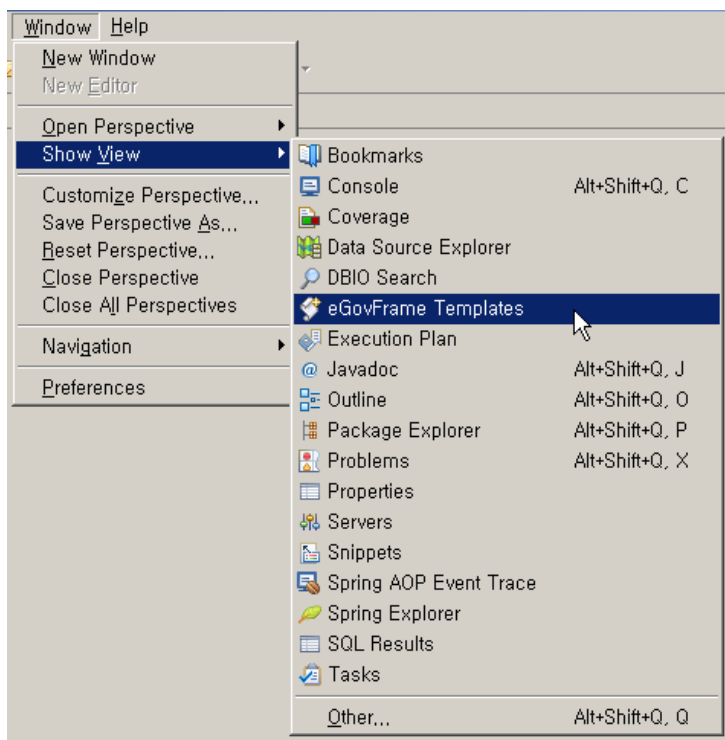 Window Help
New Window
New Editor
Open Perspective
Show View
Customize Perspective...
Save Perspective As...
Reset Perspective...
Close Perspective
Close All Perspectives
Navigation
Preferences
Bookmarks
Console Alt+Shift+Q, C
Coverage
Data Source Explorer
DBIO Search
eGovFrame Templates
Execution Plan
Javadoc Alt+Shift+Q, J
Outline Alt+Shift+Q, O
Package Explorer Alt+Shift+Q, P
Problems Alt+Shift+Q, X
Properties
Servers
Snippets
Spring AOP Event Trace
Spring Explorer
SQL Results
Tasks
Other... Alt+Shift+Q, Q